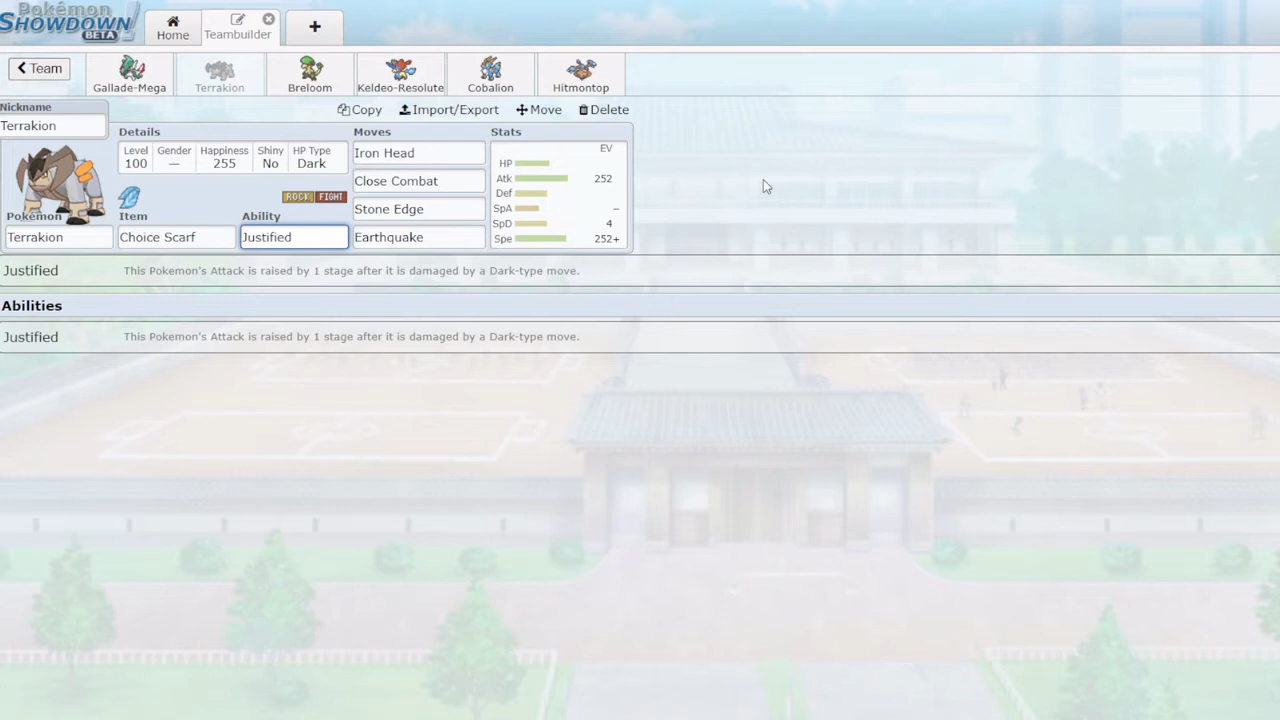 Pokémon
SHOWDOWN!
BETA
Home
Teambuilder
+
Team
Gallade-Mega
Terrakion
Breloom
Keldeo-Resolute
Cobalion
Hitmontop
Nickname
Terrakion
Copy
Import/Export
Move
Delete
Details
Level
100
Gender
—
Happiness
255
Shiny
No
HP Type
Dark
ROCK
FIGHT
Pokémon
Terrakion
Item
Choice Scarf
Ability
Justified
Moves
Iron Head
Close Combat
Stone Edge
Earthquake
Stats
EV
HP
Atk 252
Def
SpA –
SpD 4
Spe 252+
Justified This Pokemon's Attack is raised by 1 stage after it is damaged by a Dark-type move.
Abilities
Justified This Pokemon's Attack is raised by 1 stage after it is damaged by a Dark-type move.